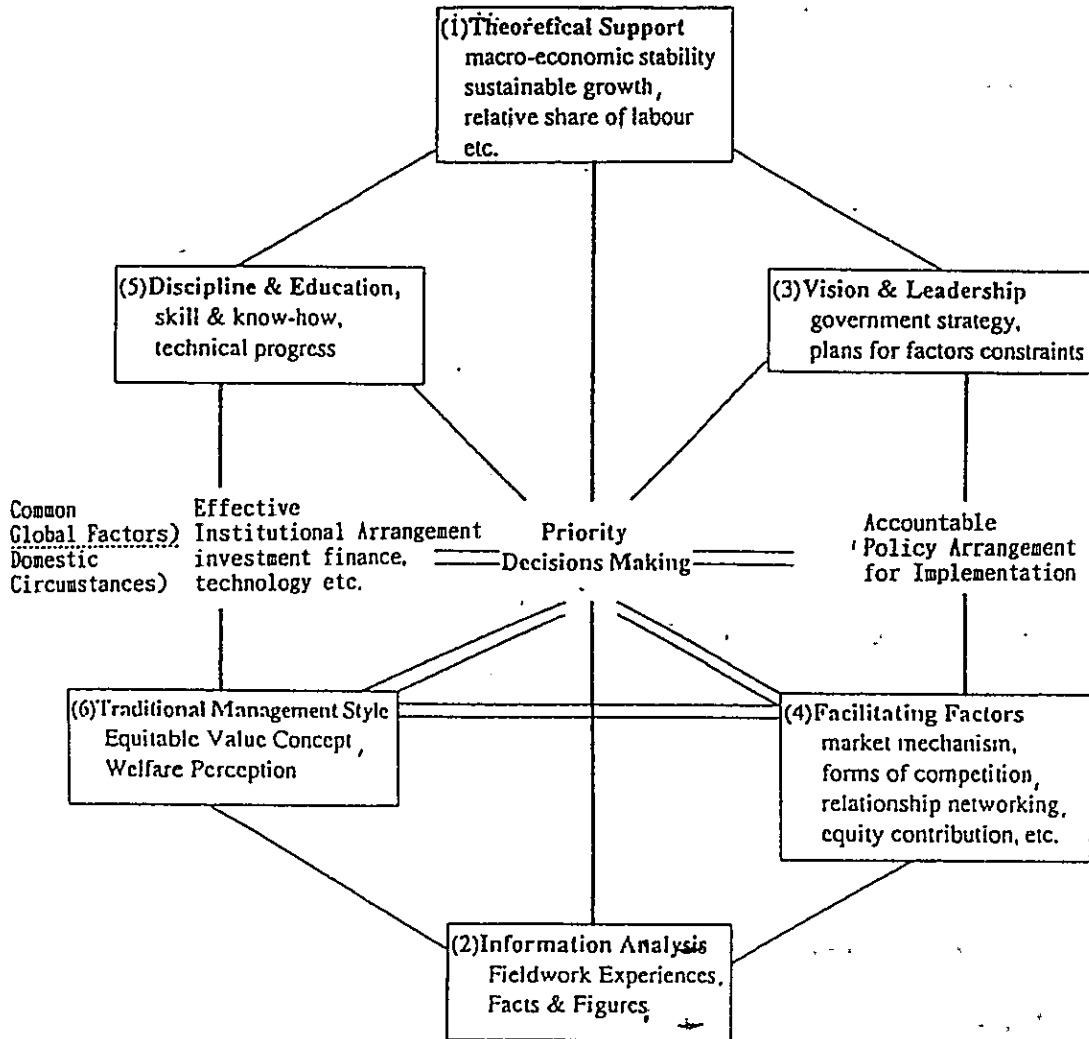 (1)Theoretical Support
macro-economic stability
sustainable growth,
relative share of labour
etc.
(5)Discipline & Education,
skill & know-how,
technical progress
(3)Vision & Leadership
government strategy,
plans for factors constraints
Common
Global Factors)
Domestic
Circumstances)
Effective
Institutional Arrangement
investment finance,
technology etc.
Priority
Decisions Making
Accountable
Policy Arrangement
for Implementation
(6)Traditional Management Style
Equitable Value Concept,
Welfare Perception
(4)Facilitating Factors
market mechanism,
forms of competition,
relationship networking,
equity contribution, etc.
(2)Information Analysis
Fieldwork Experiences,
Facts & Figures,